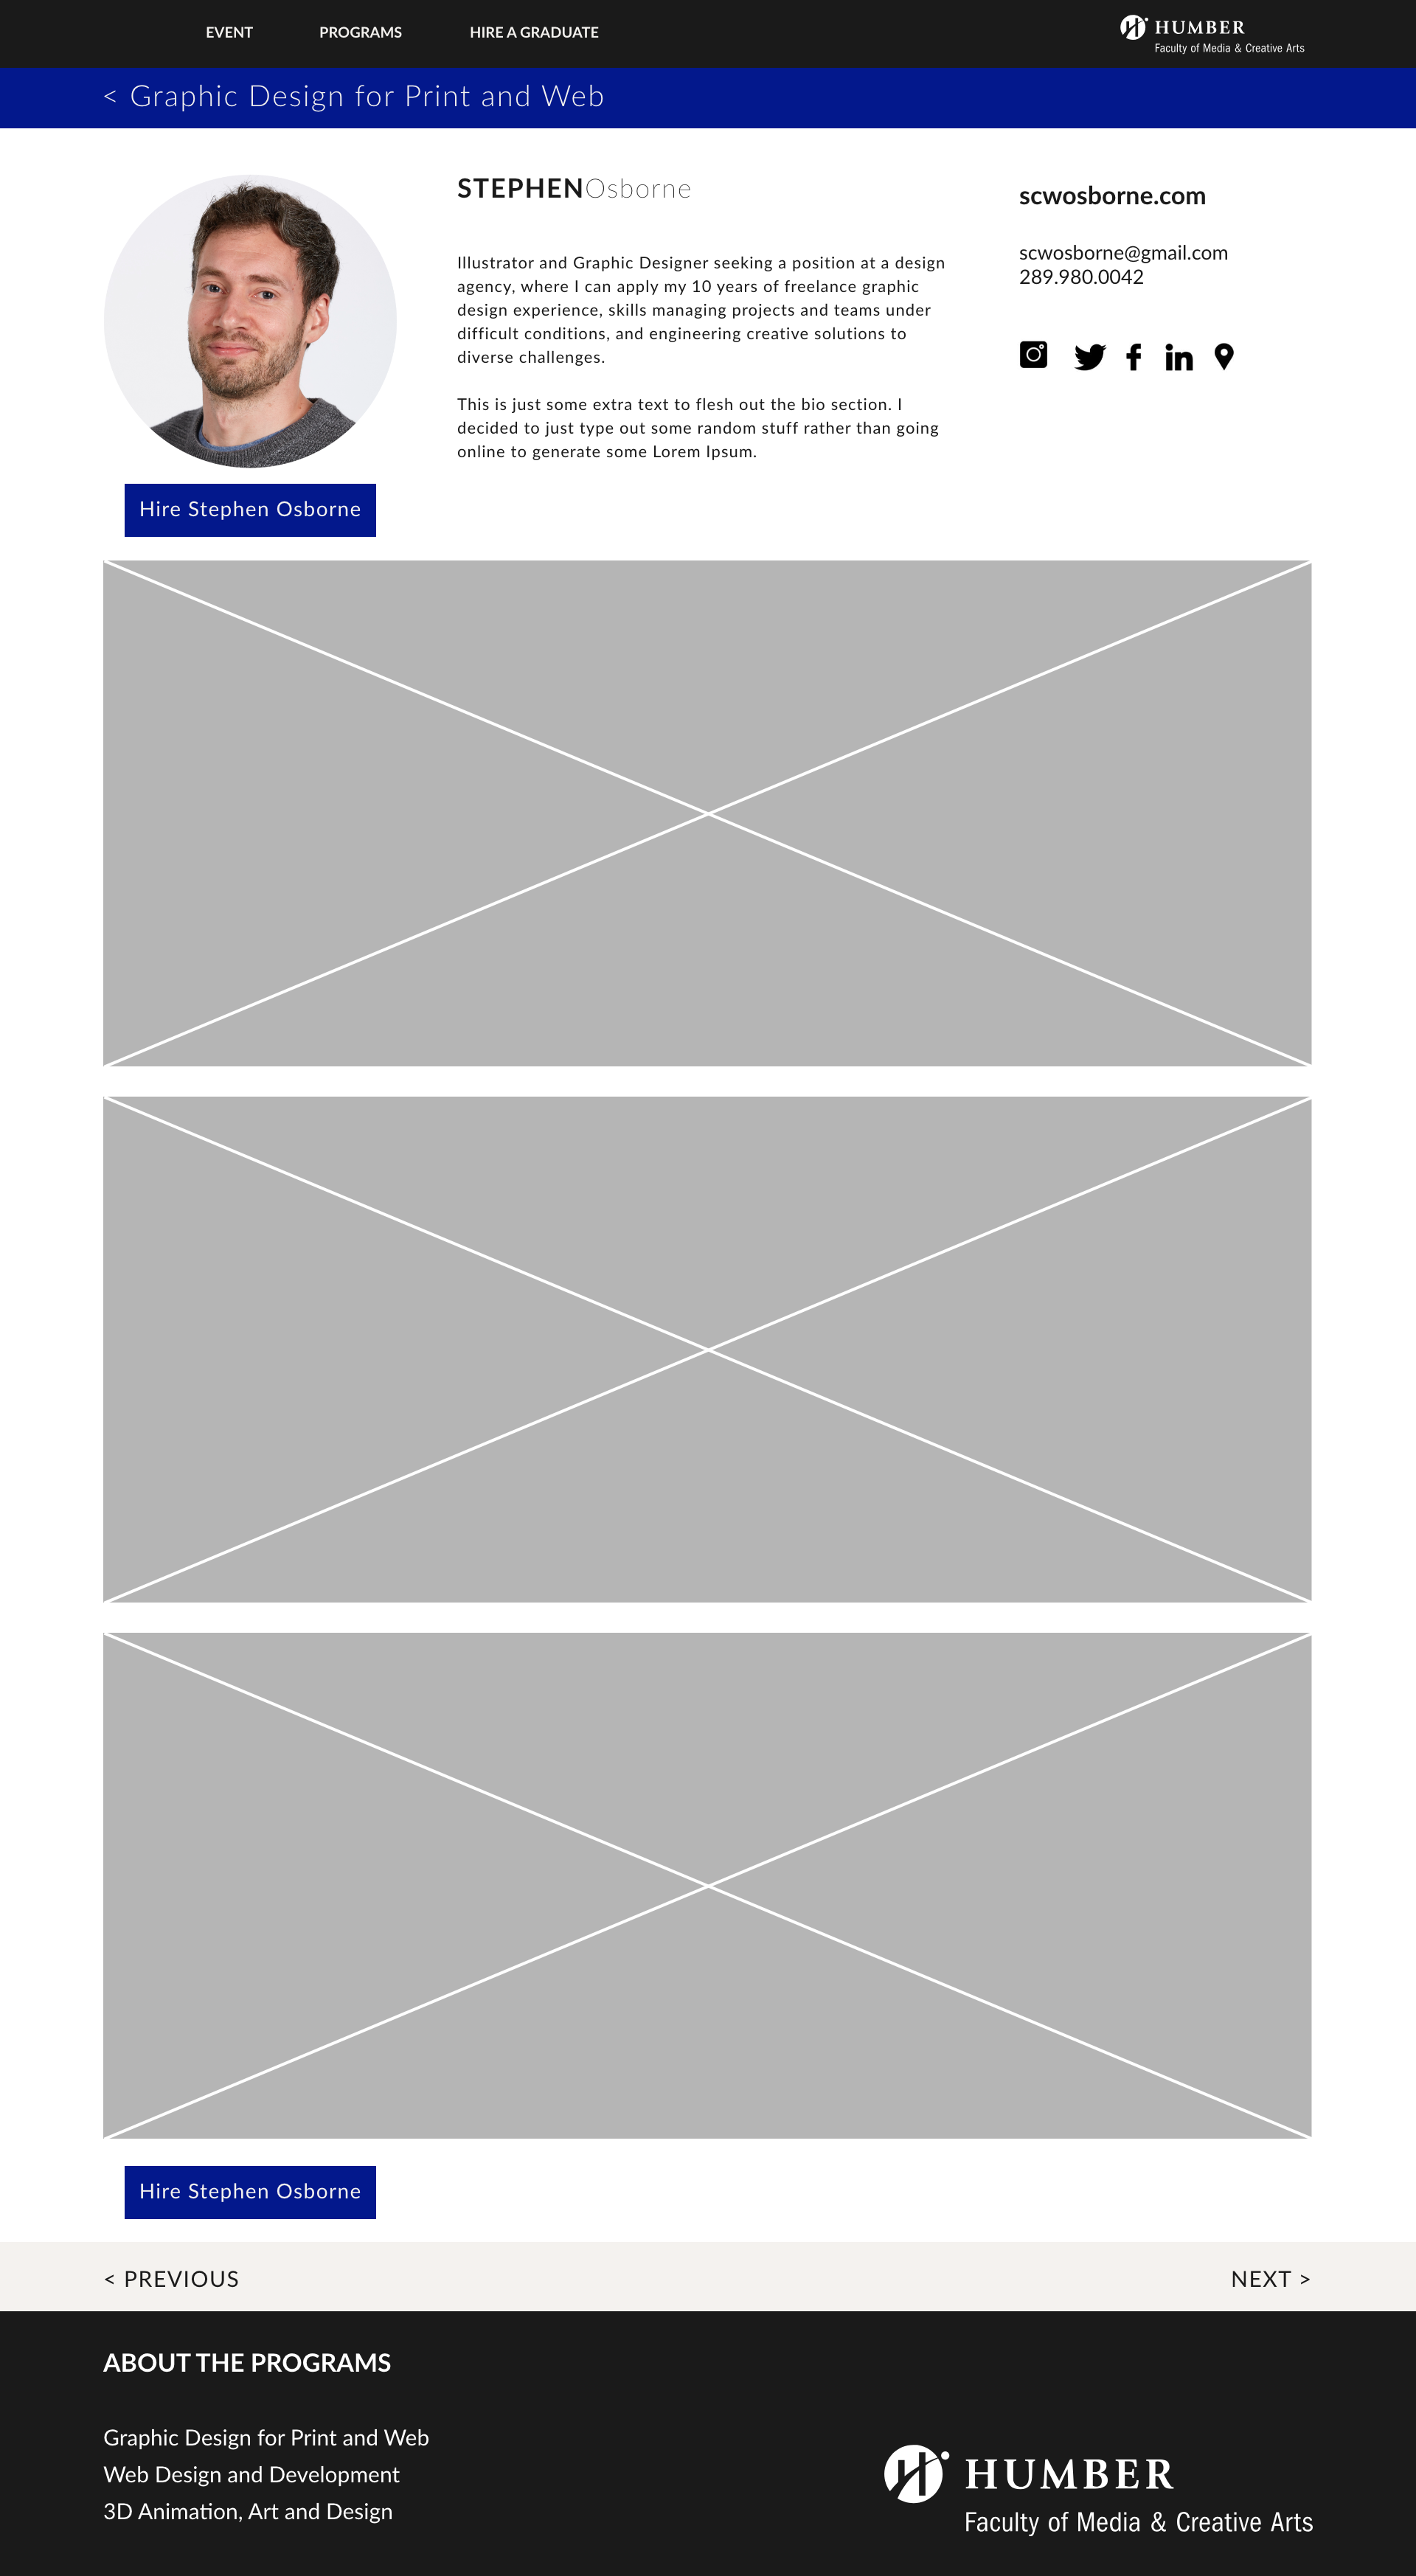 EVENT
PROGRAMS
HIRE A GRADUATE
HUMBER
Faculty of Media & Creative Arts
< Graphic Design for Print and Web
STEPHENOsborne
Illustrator and Graphic Designer seeking a position at a design
agency, where I can apply my 10 years of freelance graphic
design experience, skills managing projects and teams under
difficult conditions, and engineering creative solutions to
diverse challenges.
This is just some extra text to flesh out the bio section. I
decided to just type out some random stuff rather than going
online to generate some Lorem Ipsum.
scwosborne.com
scwosborne@gmail.com
289.980.0042
Hire Stephen Osborne
Hire Stephen Osborne
< PREVIOUS
NEXT >
ABOUT THE PROGRAMS
Graphic Design for Print and Web
Web Design and Development
3D Animation, Art and Design
HUMBER
Faculty of Media & Creative Arts